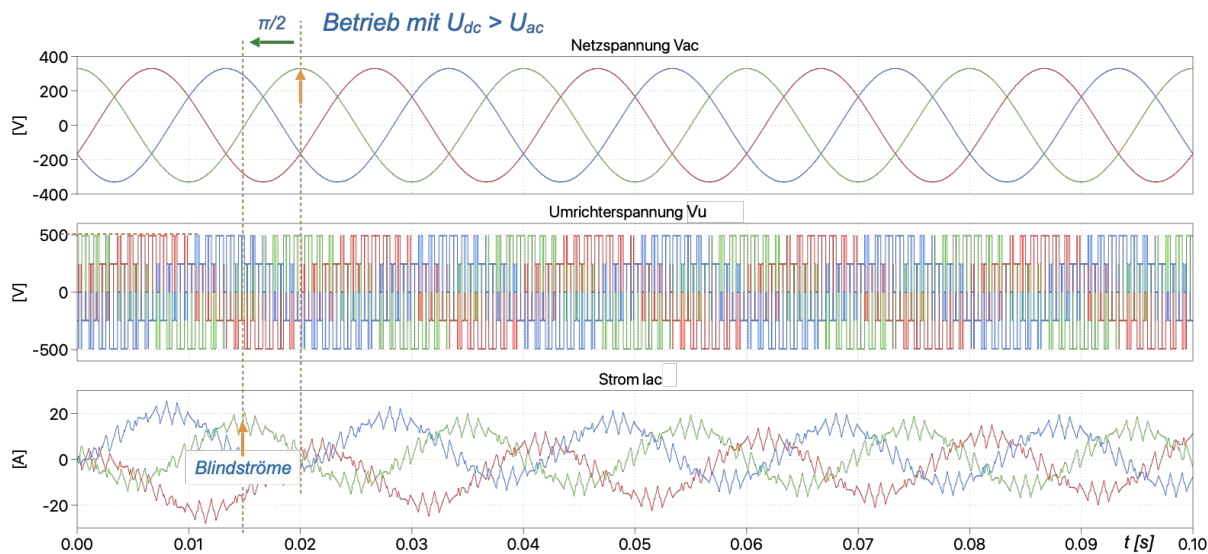 π/2
Betrieb mit Udc > Uac
Netzspannung Vac
400
200
0
-200
-400
[V]
Umrichterspannung Vu
500
0
-500
[V]
Strom Iac
20
0
-20
[A]
Blindströme
0.00 0.01 0.02 0.03 0.04 0.05 0.06 0.07 0.08 0.09 t [s] 0.10